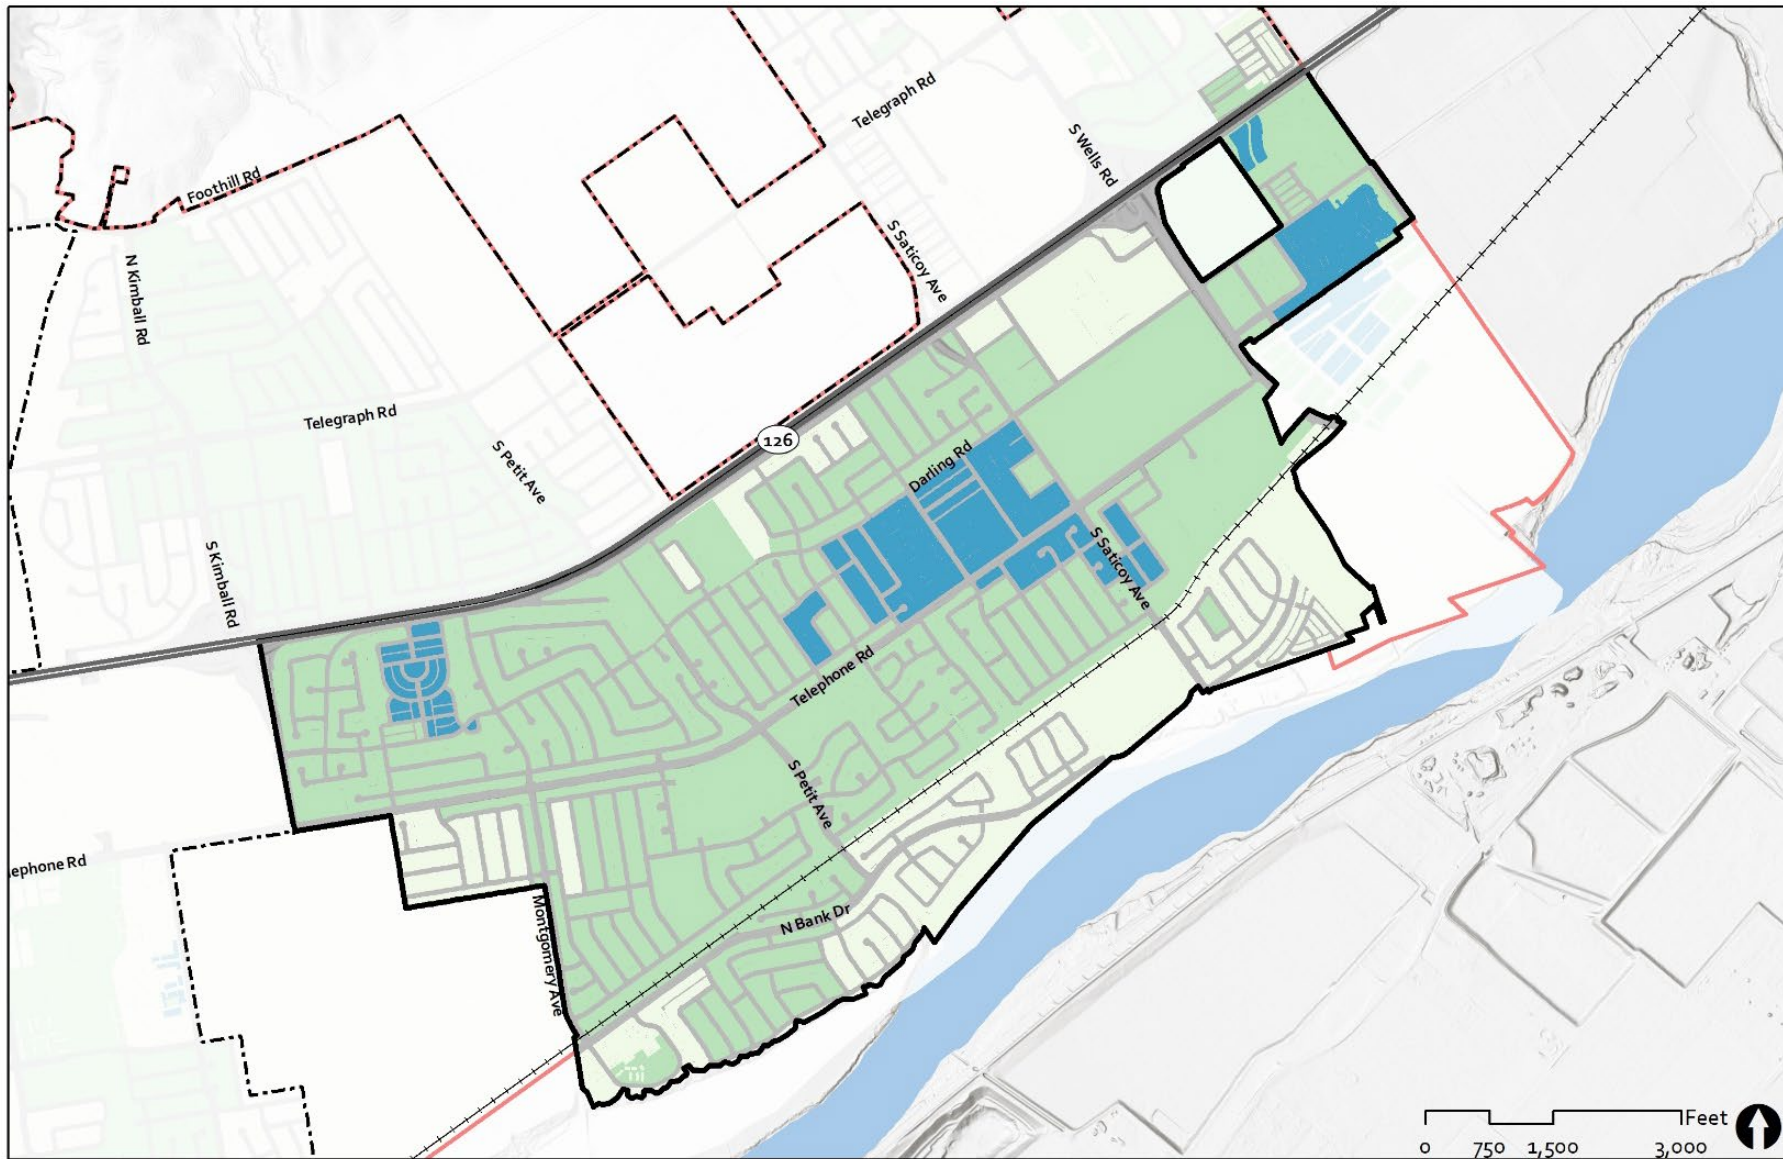 Telegraph Rd
S Wells Rd
Foothill Rd
S Saticoy Ave
N Kimball Rd
Telegraph Rd
126
S Petit Ave
Darling Rd
S Saticoy Ave
S Kimball Rd
Telephone Rd
S Petit Ave
ephone Rd
N Bank Dr
Montgomery Ave
Feet
0 750 1,500 3,000